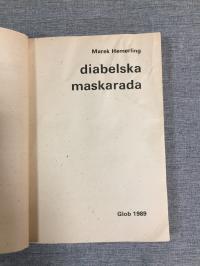 Marek Hemerling
diabelska
maskarada
Glob 1989